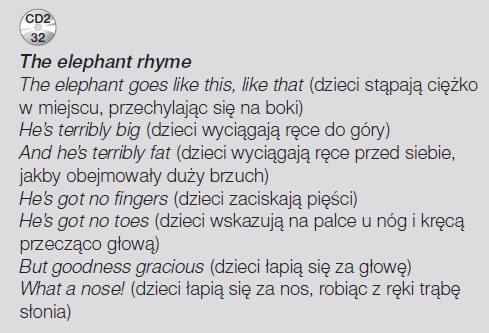 CD2
32
The elephant rhyme
The elephant goes like this, like that (dzieci stąpają ciężko
w miejscu, przechylając się na boki)
He's terribly big (dzieci wyciągają ręce do góry)
And he's terribly fat (dzieci wyciągają ręce przed siebie,
jakby obejmowały duży brzuch)
He's got no fingers (dzieci zaciskają pięści)
He's got no toes (dzieci wskazują na palce u nóg i kręcą
przecząco głową)
But goodness gracious (dzieci łapią się za głowę)
What a nose! (dzieci łapią się za nos, robiąc z ręki trąbę
słonia)